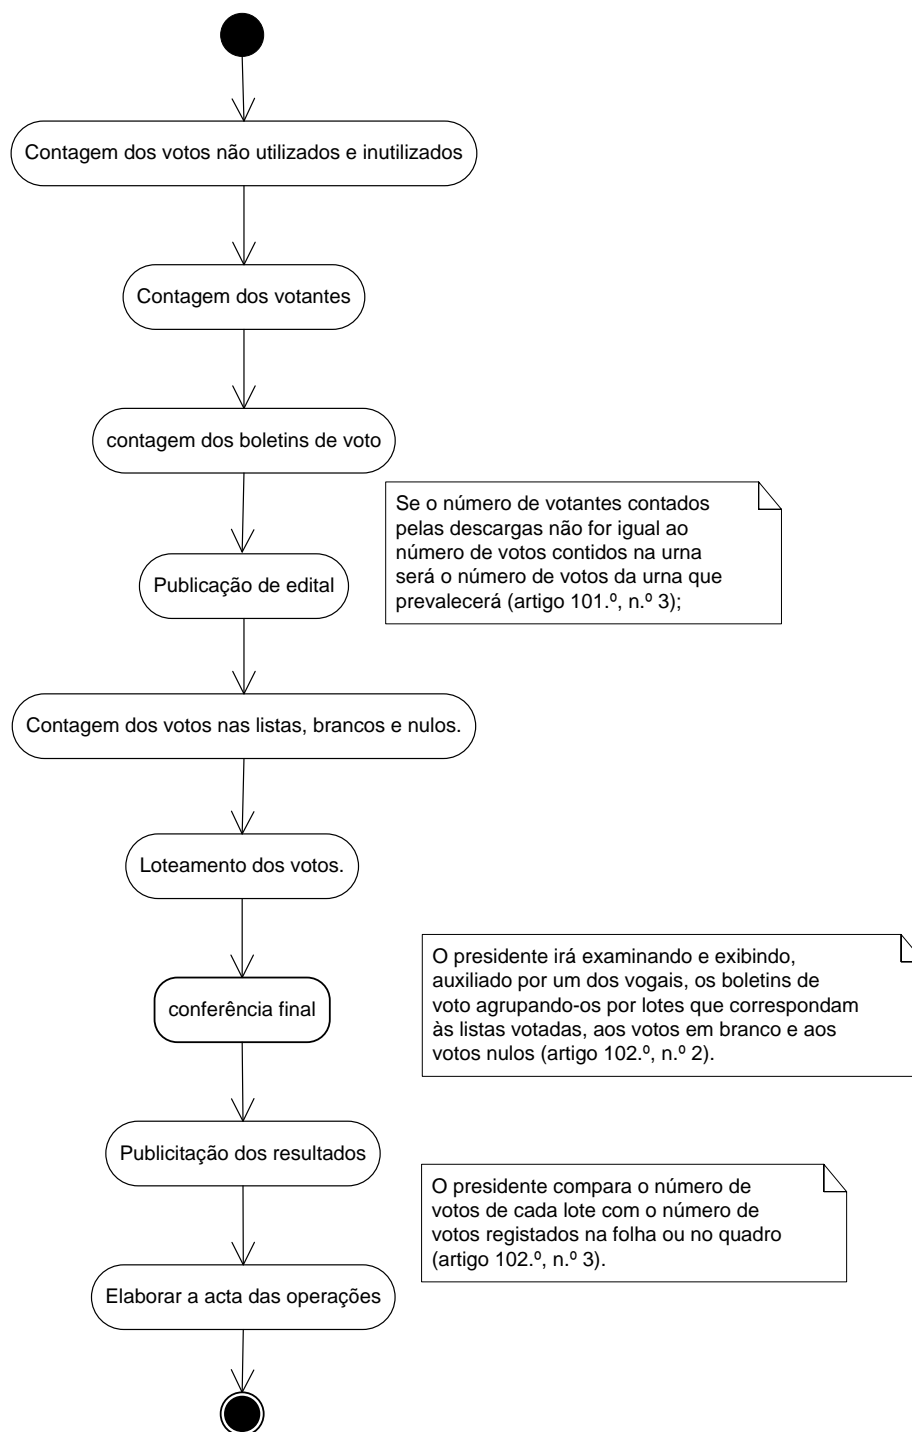 Contagem dos votos não utilizados e inutilizados
Contagem dos votantes
contagem dos boletins de voto
Se o número de votantes contados
pelas descargas não for igual ao
número de votos contidos na urna
será o número de votos da urna que
prevalecerá (artigo 101.º, n.º 3);
Publicação de edital
Contagem dos votos nas listas, brancos e nulos.
Loteamento dos votos.
O presidente irá examinando e exibindo,
auxiliado por um dos vogais, os boletins de
voto agrupando-os por lotes que correspondam
às listas votadas, aos votos em branco e aos
votos nulos (artigo 102.º, n.º 2).
conferência final
Publicitação dos resultados
O presidente compara o número de
votos de cada lote com o número de
votos registados na folha ou no quadro
(artigo 102.º, n.º 3).
Elaborar a acta das operações